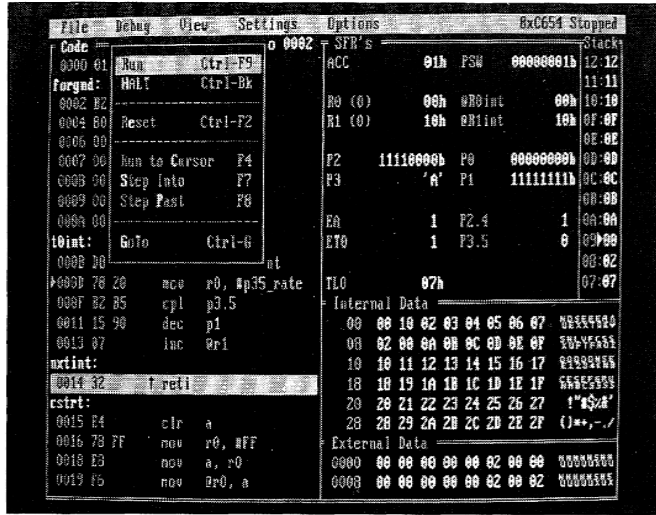 File Debug View Settings Options 8xC654 Stopped
Code 0 0002
0000 01
forgnd:
0002 B2
0004 80
0006 00
0007 00
0008 00
0009 00
000A 00
t0int:
000B D0 nt
000D 78 20 mov r0, #p35_rate
000F B2 B5 cpl p3.5
0011 15 90 dec p1
0013 07 inc @r1
nxtint:
0014 32 reti
cstrt:
0015 E4 clr a
0016 78 FF mov r0, #FF
0018 E8 mov a, r0
0019 F6 mov @r0, a
Run Ctrl-F9
HALT Ctrl-Bk
Reset Ctrl-F2
Run to Cursor F4
Step Into F7
Step Past F8
GoTo Ctrl-G
SFR's
ACC 01h PSW 00000001b
R0 (0) 00h @R0int 00h
R1 (0) 10h @R1int 10h
P2 11110000b P0 00000000b
P3 'A' P1 11111111b
EA 1 P2.4 1
ET0 1 P3.5 0
TL0 07h
Stack
12:12
11:11
10:10
0F:0F
0E:0E
0D:0D
0C:0C
0B:0B
0A:0A
09:00
08:02
07:07
Internal Data
00 00 10 02 03 04 05 06 07
08 02 00 0A 0B 0C 0D 0E 0F
10 10 11 12 13 14 15 16 17
18 18 19 1A 1B 1C 1D 1E 1F
20 20 21 22 23 24 25 26 27 !"#$%&'
28 28 29 2A 2B 2C 2D 2E 2F ()*+,-./
External Data
0000 00 00 00 00 00 02 00 00
0008 00 00 00 00 00 02 00 02